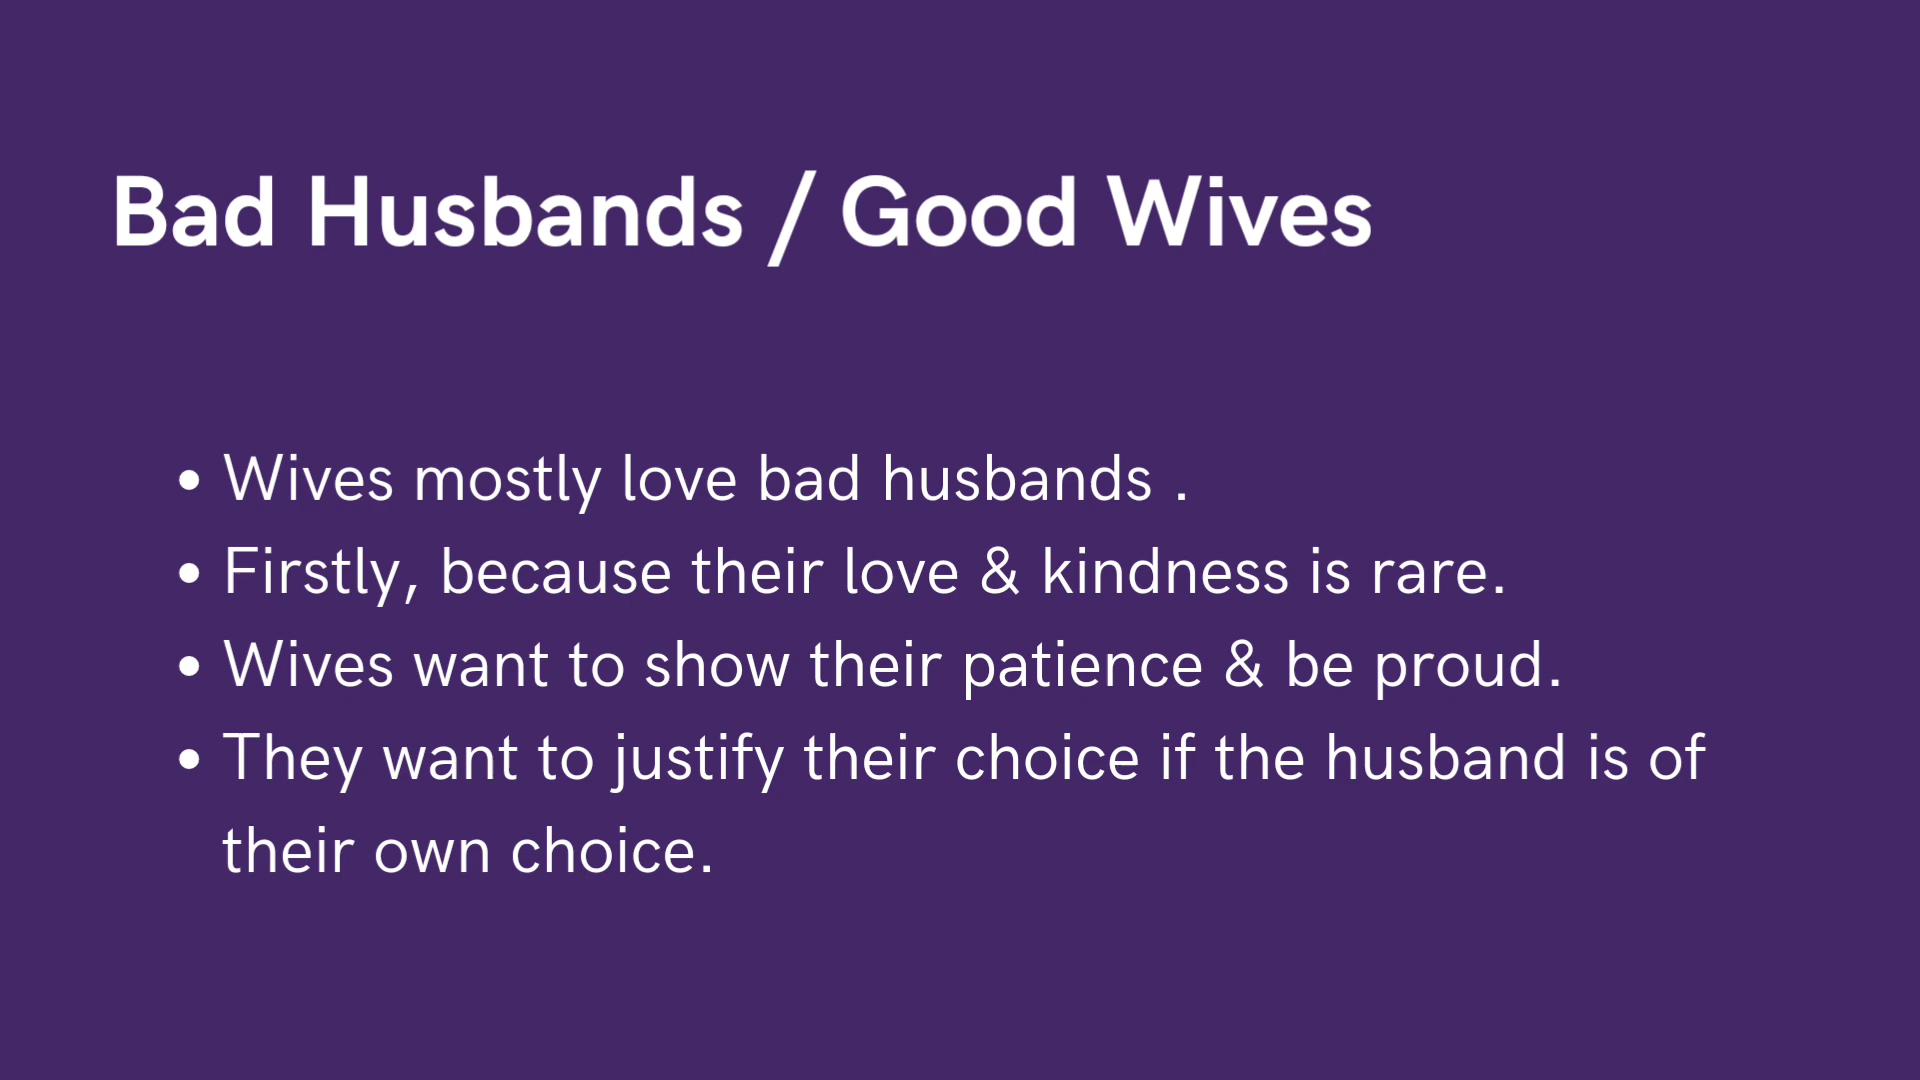 Bad Husbands / Good Wives
• Wives mostly love bad husbands .
• Firstly, because their love & kindness is rare.
• Wives want to show their patience & be proud.
• They want to justify their choice if the husband is of
their own choice.